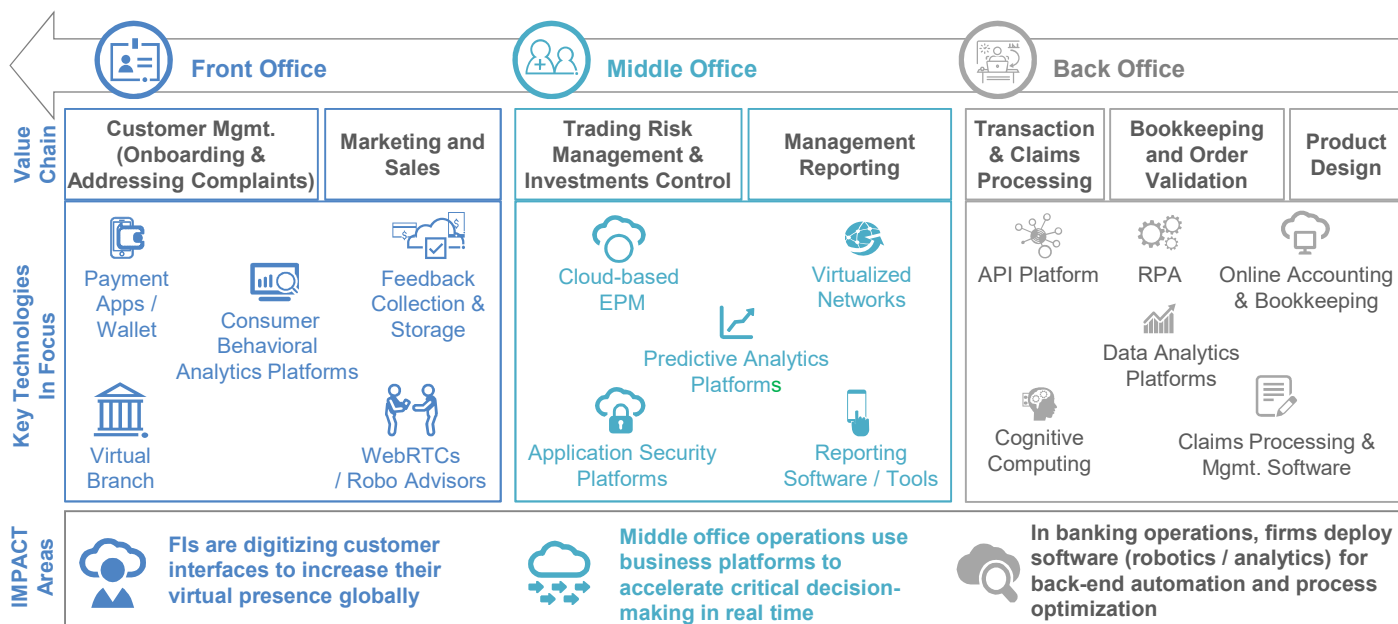 Front Office
Middle Office
Back Office
Value
Chain
Customer Mgmt.
(Onboarding &
Addressing Complaints)
Marketing and
Sales
Trading Risk
Management &
Investments Control
Management
Reporting
Transaction
& Claims
Processing
Bookkeeping
and Order
Validation
Product
Design
Key Technologies
In Focus
Payment
Apps /
Wallet
Consumer
Behavioral
Analytics Platforms
Feedback
Collection &
Storage
Virtual
Branch
WebRTCs
/ Robo Advisors
Cloud-based
EPM
Virtualized
Networks
Predictive Analytics
Platforms
Application Security
Platforms
Reporting
Software / Tools
API Platform
RPA
Online Accounting
& Bookkeeping
Data Analytics
Platforms
Cognitive
Computing
Claims Processing &
Mgmt. Software
IMPACT
Areas
FIs are digitizing customer
interfaces to increase their
virtual presence globally
Middle office operations use
business platforms to
accelerate critical decision-
making in real time
In banking operations, firms deploy
software (robotics / analytics) for
back-end automation and process
optimization